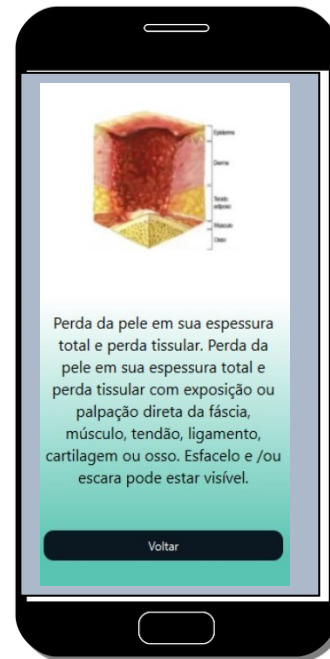 Epiderme
Derme
Tecido
adiposo
Músculo
Osso
Perda da pele em sua espessura
total e perda tissular. Perda da
pele em sua espessura total e
perda tissular com exposição ou
palpação direta da fáscia,
músculo, tendão, ligamento,
cartilagem ou osso. Esfacelo e /ou
escara pode estar visível.
Voltar